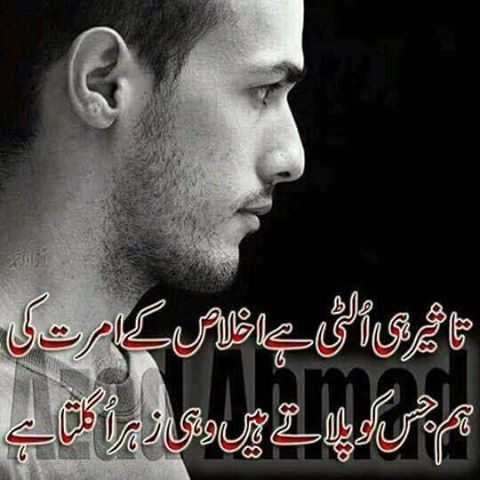 تاثیر ہی اُلٹی ہے اخلاص کے امرت کی
ہم جس کو پلاتے ہیں وہی زہر اُگلتا ہے
Azad Ahmad